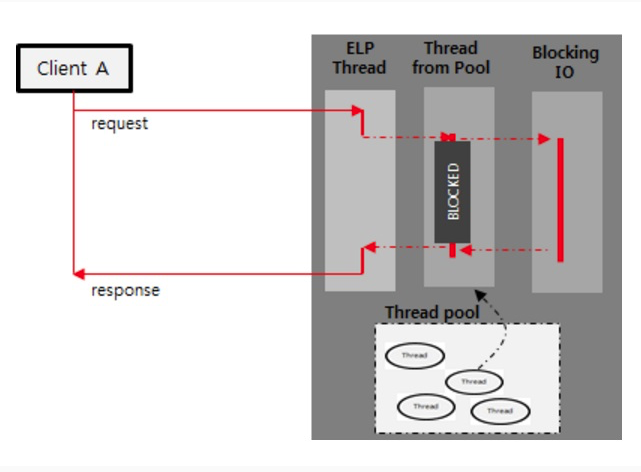 Client A
ELP
Thread
Thread
from Pool
Blocking
IO
request
BLOCKED
response
Thread pool
Thread
Thread
Thread
Thread